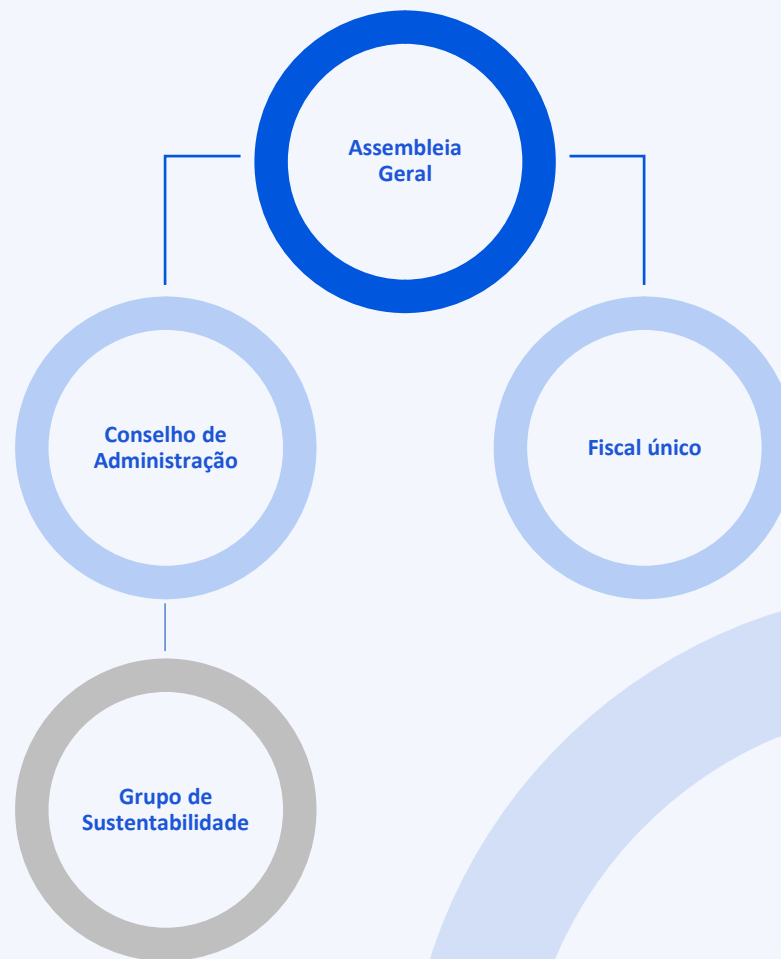 Assembleia
Geral
Conselho de
Administração
Fiscal único
Grupo de
Sustentabilidade